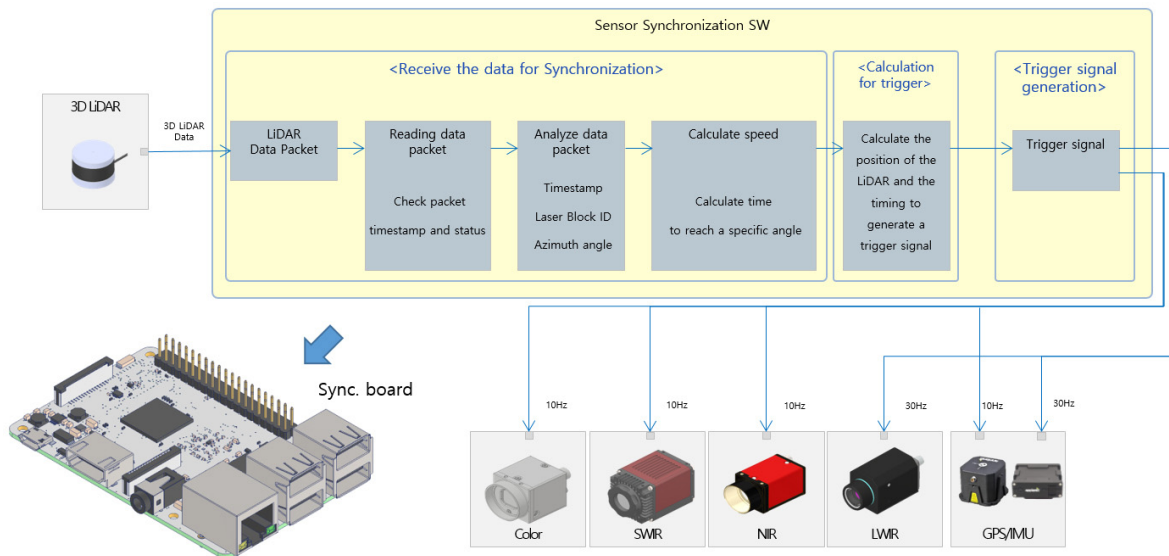 Sensor Synchronization SW
<Receive the data for Synchronization>
<Calculation
for trigger>
<Trigger signal
generation>
3D LiDAR
3D LiDAR
Data
LiDAR
Data Packet
Reading data
packet
Check packet
timestamp and status
Analyze data
packet
Timestamp
Laser Block ID
Azimuth angle
Calculate speed
Calculate time
to reach a specific angle
Calculate the
position of the
LiDAR and the
timing to
generate a
trigger signal
Trigger signal
Sync. board
10Hz
10Hz
10Hz
30Hz
10Hz
30Hz
Color
SWIR
NIR
LWIR
GPS/IMU